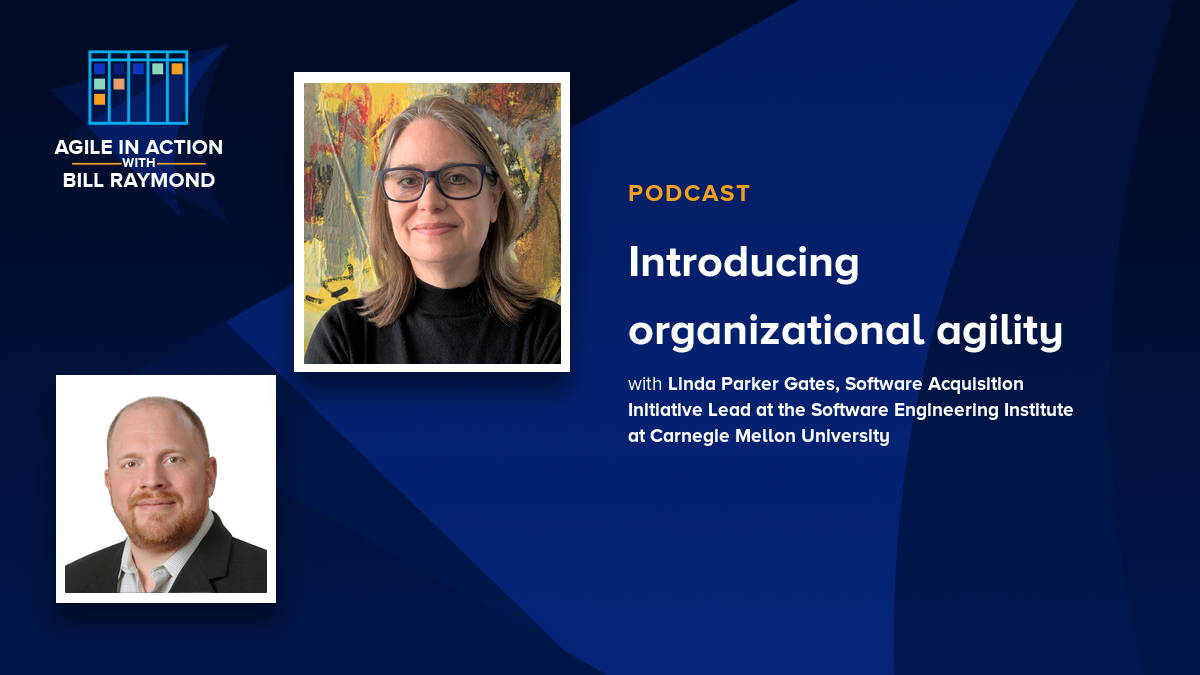 AGILE IN ACTION
WITH
BILL RAYMOND
PODCAST
Introducing
organizational agility
with Linda Parker Gates, Software Acquisition
Initiative Lead at the Software Engineering Institute
at Carnegie Mellon University